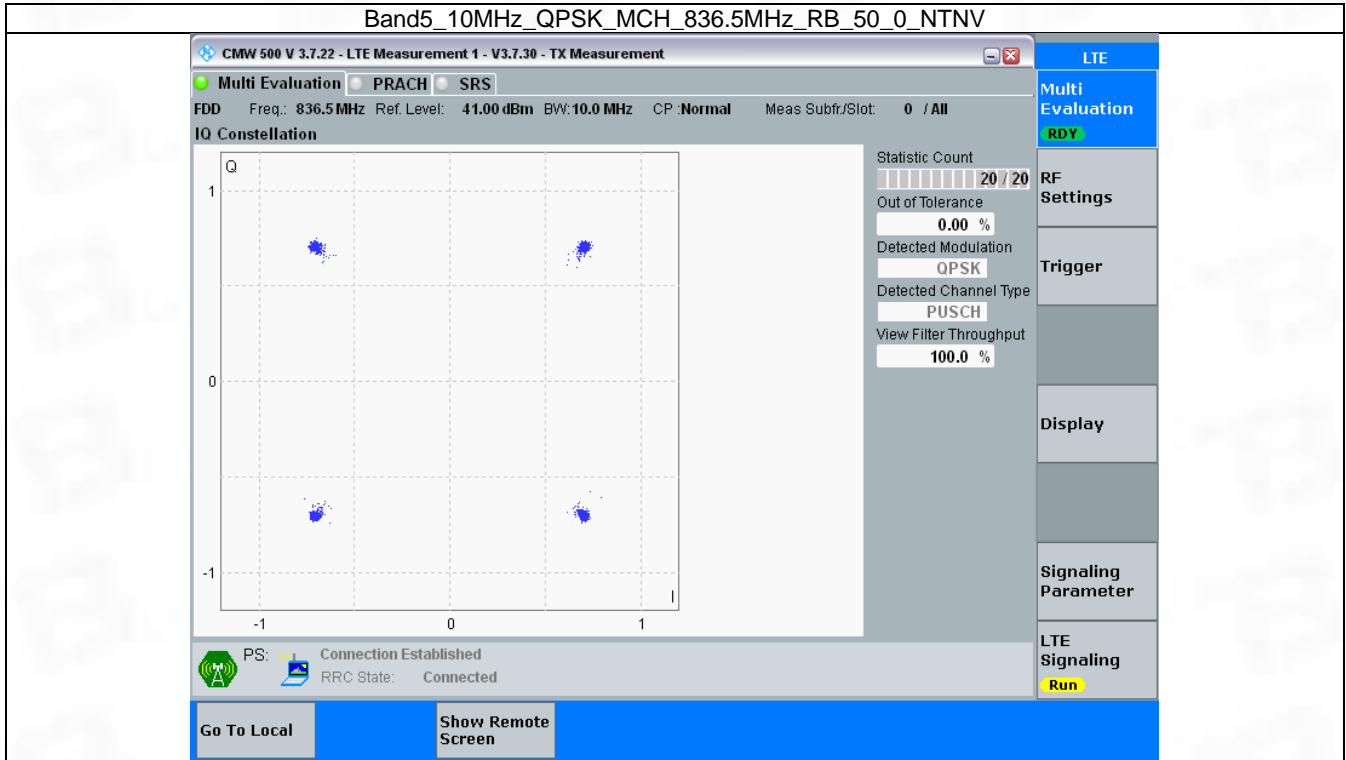 Band5_10MHz_QPSK_MCH_836.5MHz_RB_50_0_NTNV
CMW 500 V 3.7.22 - LTE Measurement 1 - V3.7.30 - TX Measurement
Multi Evaluation PRACH SRS
FDD Freq.: 836.5 MHz Ref. Level: 41.00 dBm BW: 10.0 MHz CP : Normal Meas Subfr./Slot: 0 / All
IQ Constellation
Q
1
0
-1
I
-1 0 1
Statistic Count
20 / 20
Out of Tolerance
0.00 %
Detected Modulation
QPSK
Detected Channel Type
PUSCH
View Filter Throughput
100.0 %
PS: Connection Established
RRC State: Connected
LTE
Multi
Evaluation
RDY
RF
Settings
Trigger
Display
Signaling
Parameter
LTE
Signaling
Run
Go To Local
Show Remote
Screen